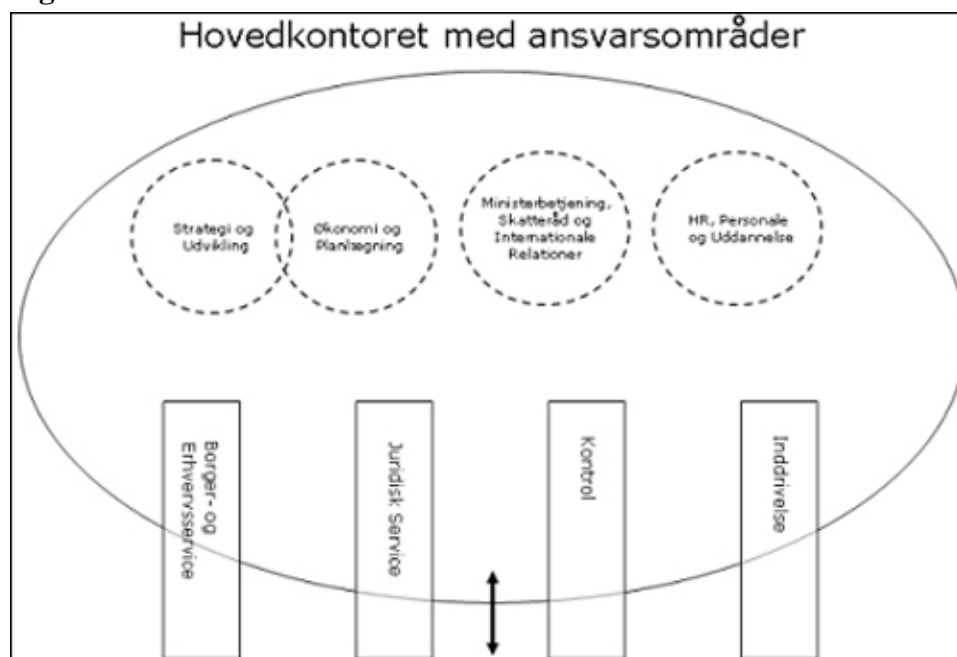 Hovedkontoret med ansvarsområder
Strategi og
Udvikling
Økonomi og
Planlægning
Ministerbetjening,
Skatteråd og
Internationale
Relationer
HR, Personale
og Uddannelse
Borger- og
Erhvervsservice
Juridisk Service
Kontrol
Inddrivelse